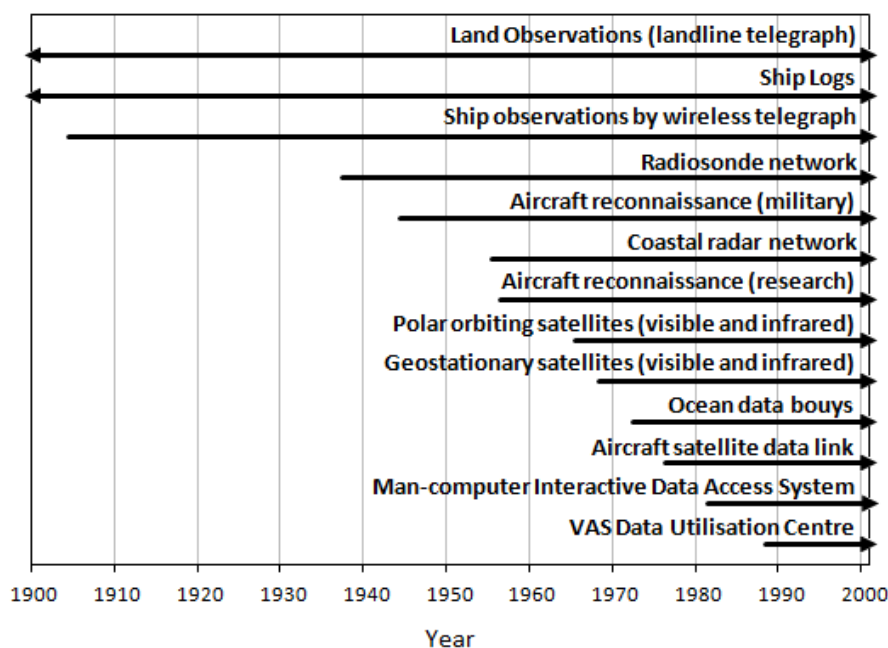 Land Observations (landline telegraph)
Ship Logs
Ship observations by wireless telegraph
Radiosonde network
Aircraft reconnaissance (military)
Coastal radar network
Aircraft reconnaissance (research)
Polar orbiting satellites (visible and infrared)
Geostationary satellites (visible and infrared)
Ocean data bouys
Aircraft satellite data link
Man-computer Interactive Data Access System
VAS Data Utilisation Centre
1900 1910 1920 1930 1940 1950 1960 1970 1980 1990 2000
Year